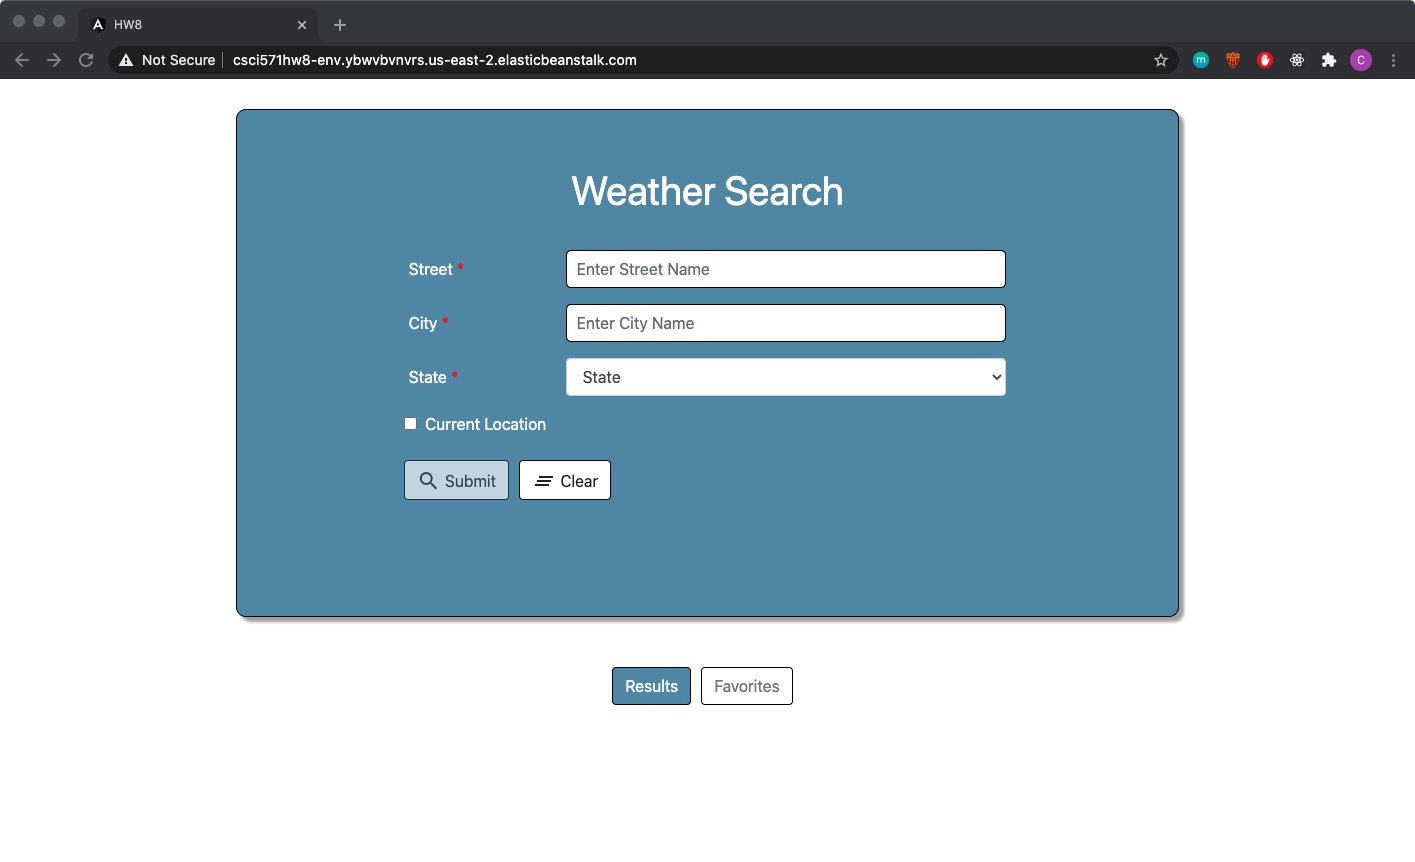 HW8
Not Secure csci571hw8-env.ybwvbvnvrs.us-east-2.elasticbeanstalk.com m C
Weather Search
Street * Enter Street Name
City * Enter City Name
State * State
Current Location
Submit Clear
Results Favorites